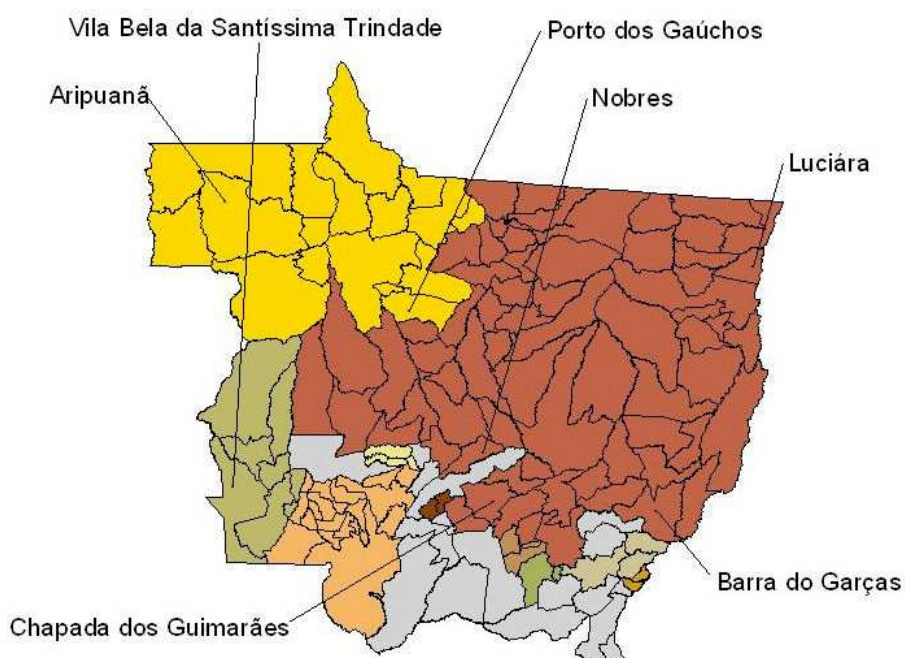 Vila Bela da Santíssima Trindade
Porto dos Gaúchos
Aripuanã
Nobres
Luciára
Barra do Garças
Chapada dos Guimarães